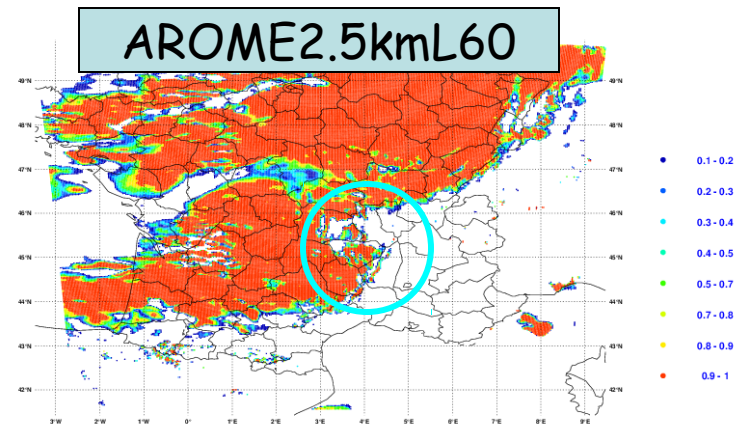 AROME2.5kmL60
49°N
49°N
48°N
48°N
47°N
47°N
46°N
46°N
45°N
45°N
44°N
44°N
43°N
43°N
42°N
42°N
3°W 2°W 1°W 0° 1°E 2°E 3°E 4°E 5°E 6°E 7°E 8°E 9°E
0.1 - 0.2
0.2 - 0.3
0.3 - 0.4
0.4 - 0.5
0.5 - 0.7
0.7 - 0.8
0.8 - 0.9
0.9 - 1